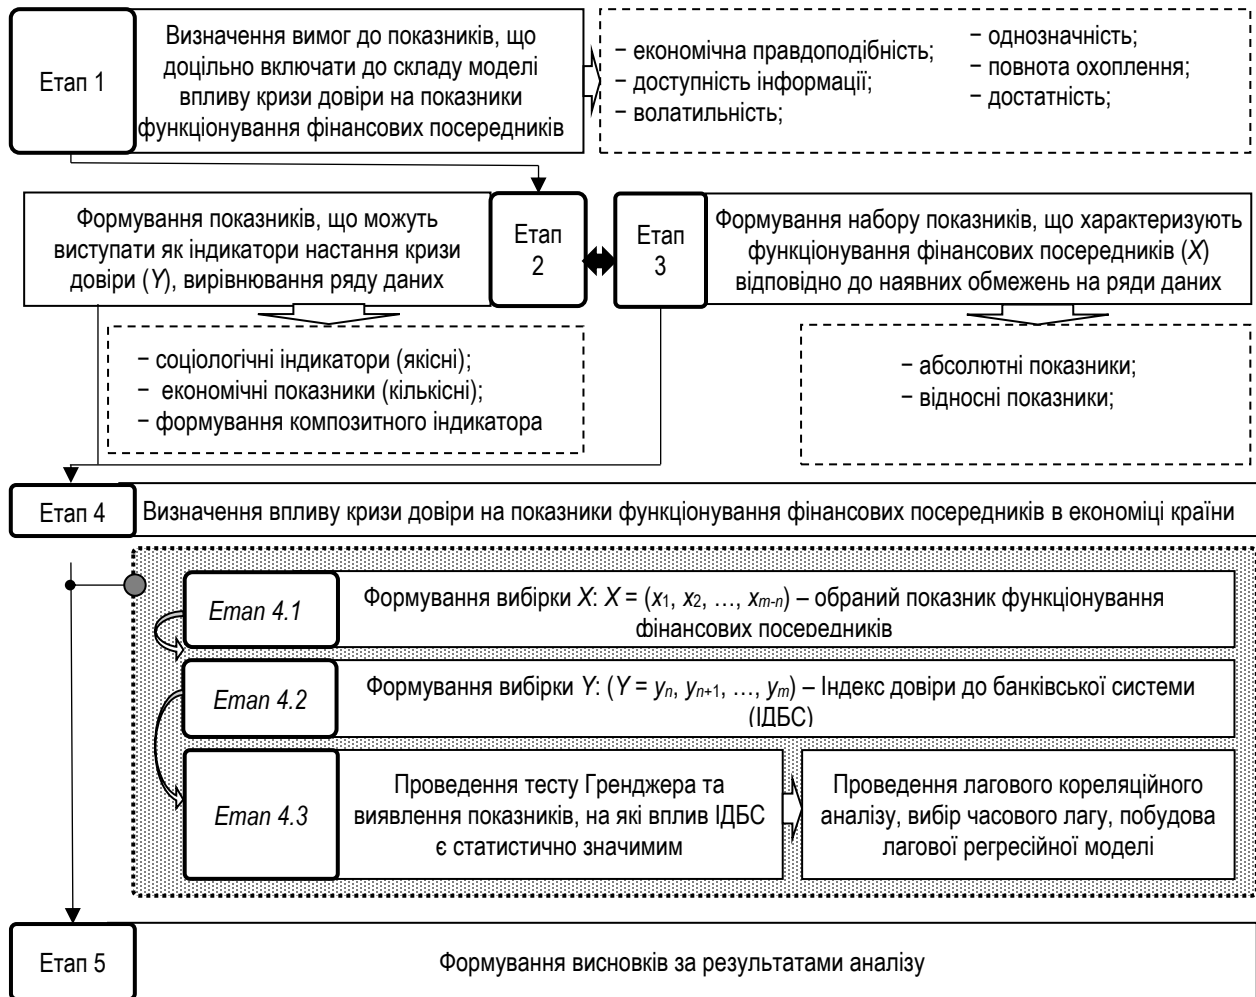 Етап 1
Визначення вимог до показників, що
доцільно включати до складу моделі
впливу кризи довіри на показники
функціонування фінансових посередників
− економічна правдоподібність;
− доступність інформації;
− волатильність;
− однозначність;
− повнота охоплення;
− достатність;
Формування показників, що можуть
виступати як індикатори настання кризи
довіри (Y), вирівнювання ряду даних
Етап
2
Етап
3
Формування набору показників, що характеризують
функціонування фінансових посередників (X)
відповідно до наявних обмежень на ряди даних
− соціологічні індикатори (якісні);
− економічні показники (кількісні);
− формування композитного індикатора
− абсолютні показники;
− відносні показники;
Етап 4
Визначення впливу кризи довіри на показники функціонування фінансових посередників в економіці країни
Етап 4.1
Формування вибірки X: X = (x1, x2, …, xm-n) – обраний показник функціонування
фінансових посередників
Етап 4.2
Формування вибірки Y: (Y = yn, yn+1, …, ym) – Індекс довіри до банківської системи
(ІДБС)
Етап 4.3
Проведення тесту Гренджера та
виявлення показників, на які вплив ІДБС
є статистично значимим
Проведення лагового кореляційного
аналізу, вибір часового лагу, побудова
лагової регресійної моделі
Етап 5
Формування висновків за результатами аналізу